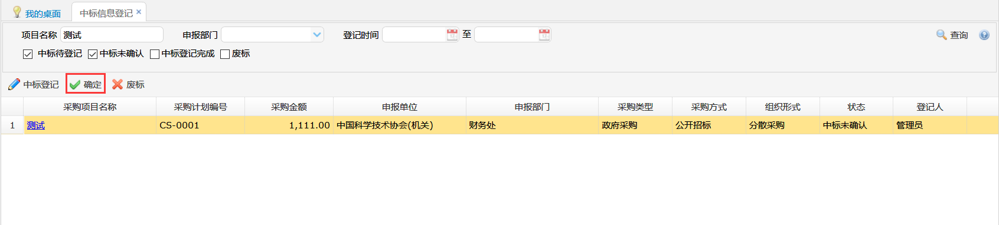 我的桌面 中标信息登记
项目名称 测试 申报部门 登记时间 至 查询
中标待登记 中标未确认 中标登记完成 废标
中标登记 确定 废标
采购项目名称 采购计划编号 采购金额 申报单位 申报部门 采购类型 采购方式 组织形式 状态 登记人
1 测试 CS-0001 1,111.00 中国科学技术协会(机关) 财务处 政府采购 公开招标 分散采购 中标未确认 管理员